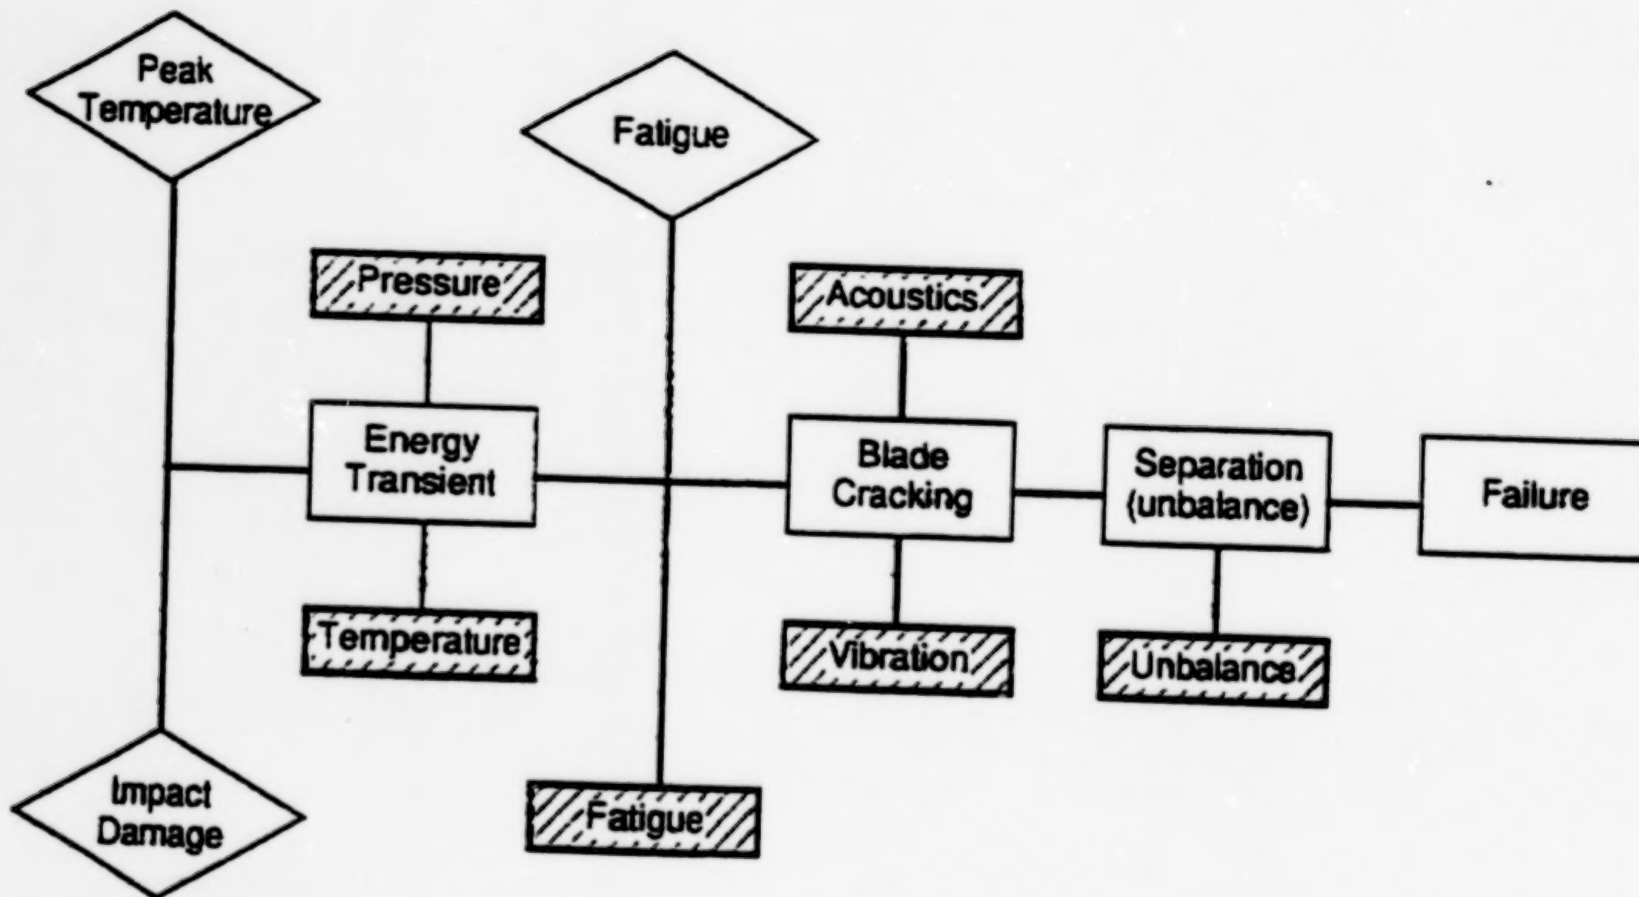 Peak
Temperature
Fatigue
Pressure
Acoustics
Energy
Transient
Blade
Cracking
Separation
(unbalance)
Failure
Temperature
Vibration
Unbalance
Impact
Damage
Fatigue